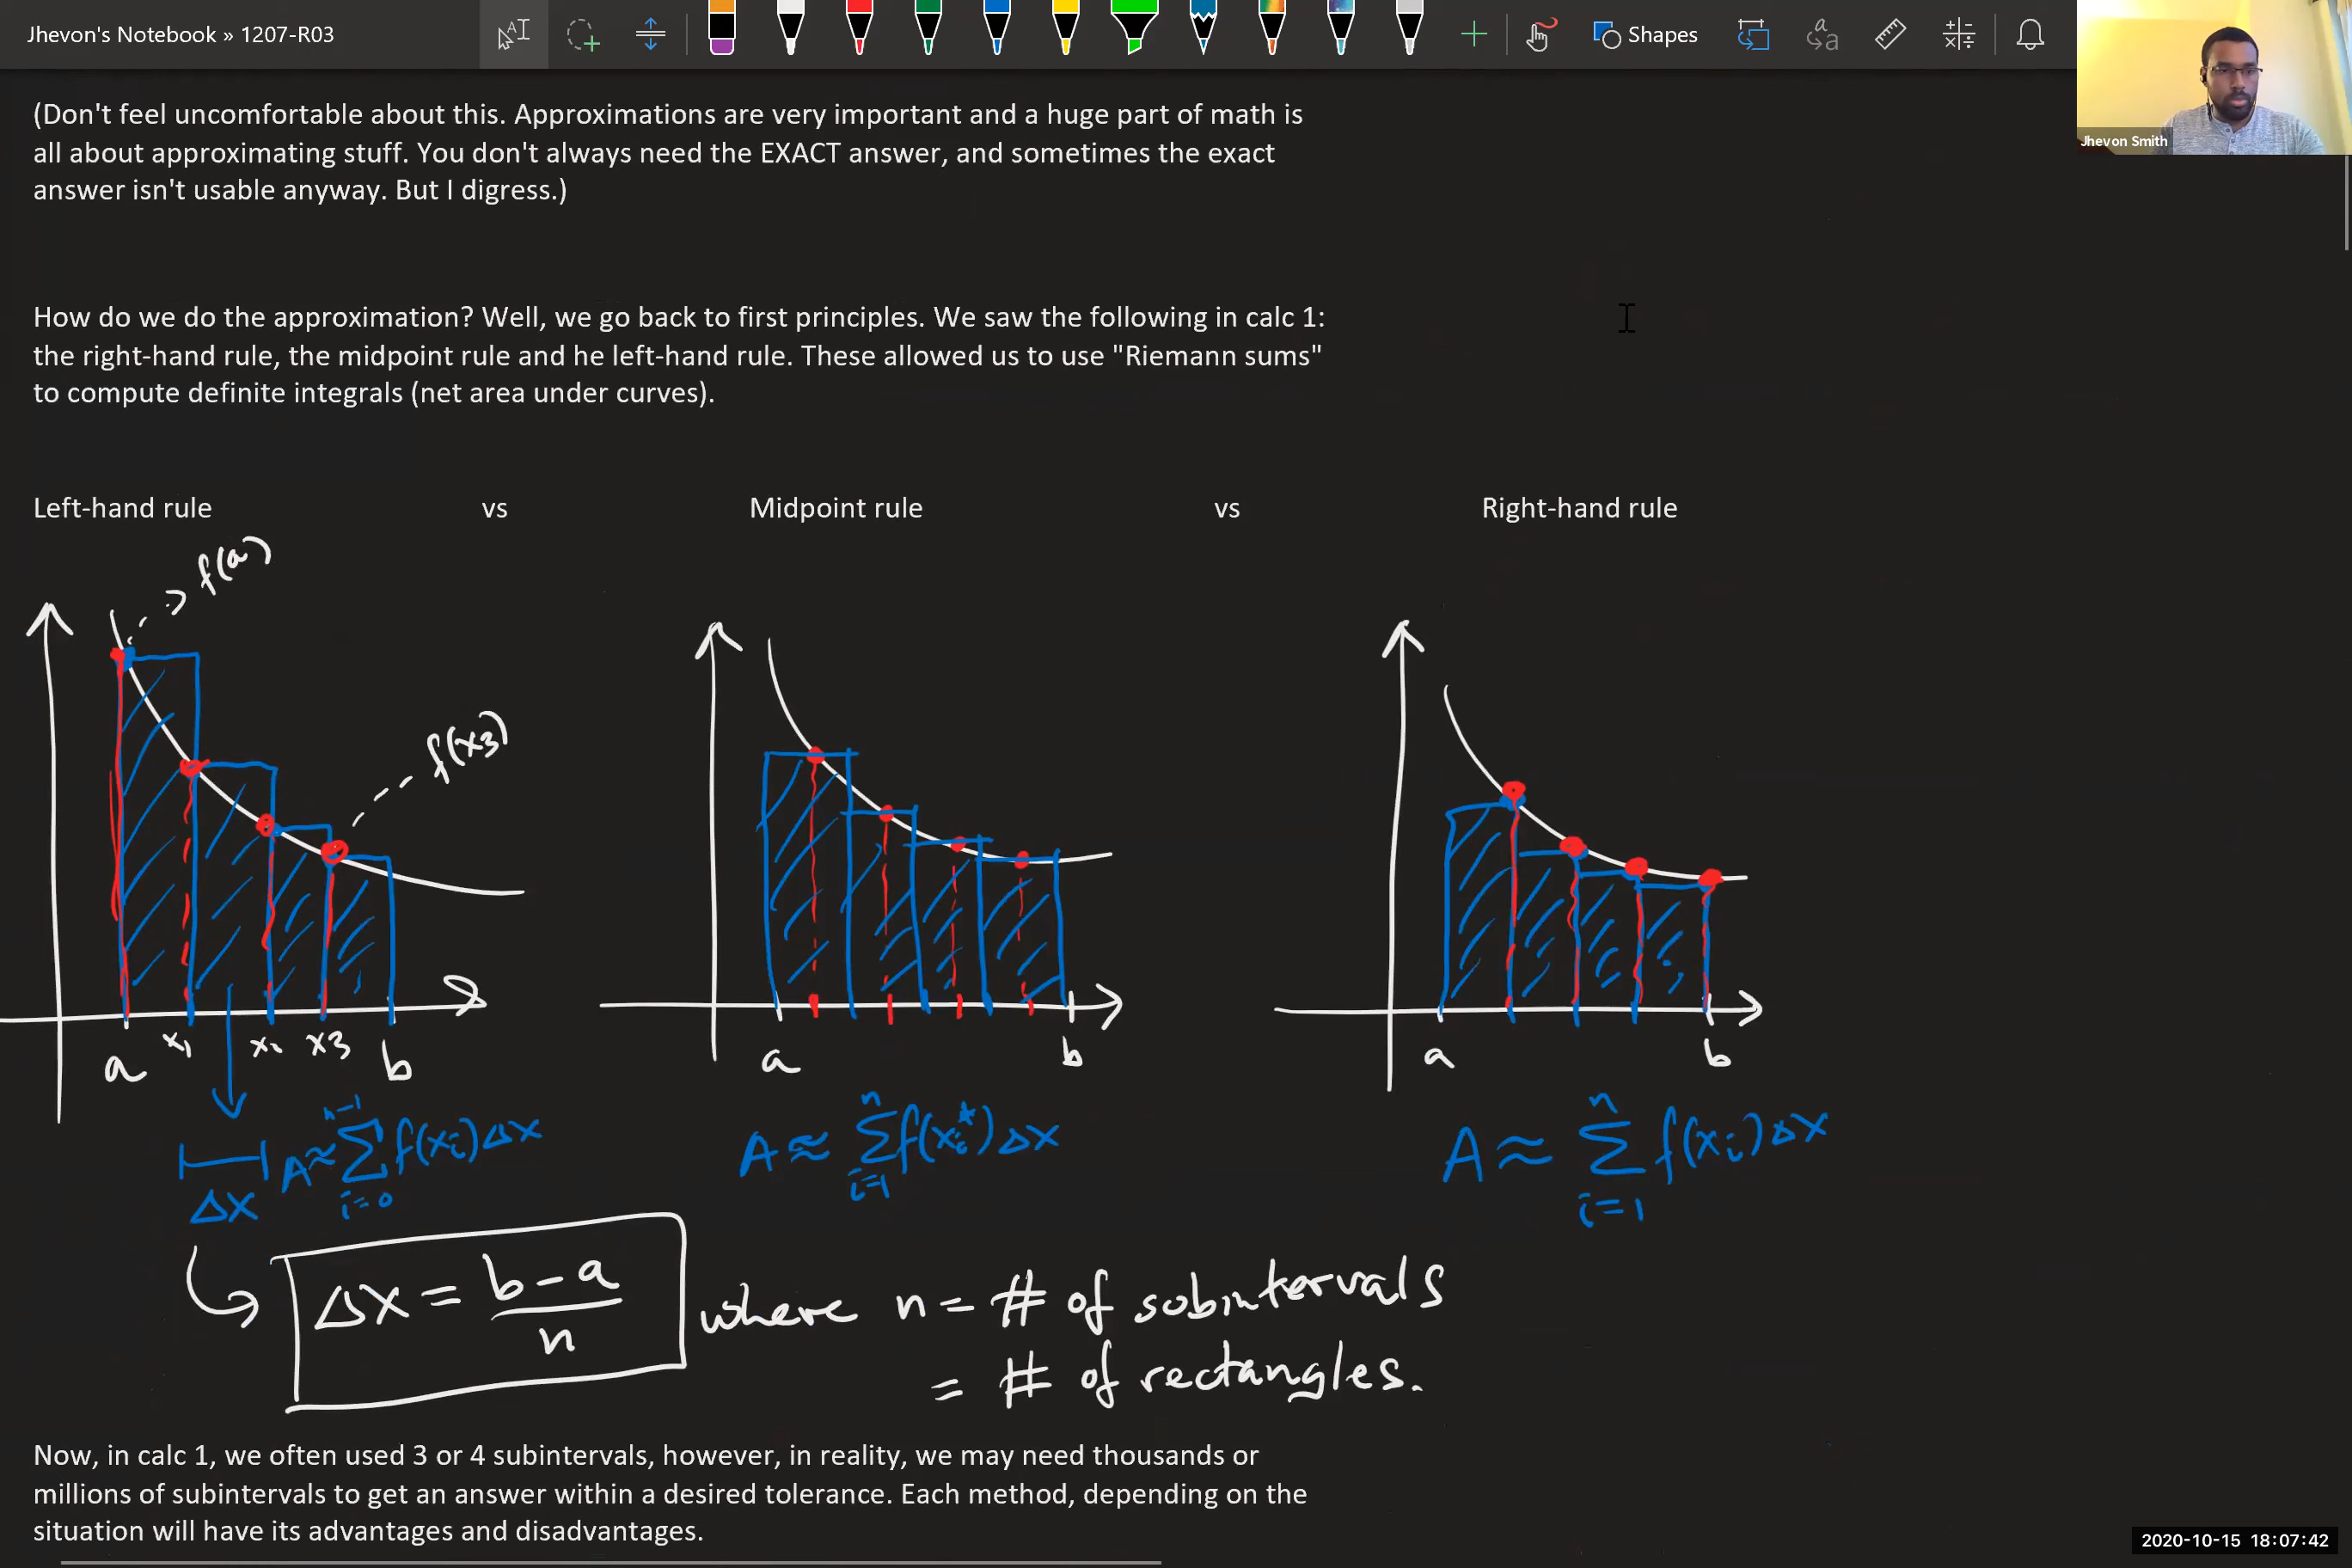 Jhevon's Notebook » 1207-R03
Shapes
Jhevon Smith
(Don't feel uncomfortable about this. Approximations are very important and a huge part of math is
all about approximating stuff. You don't always need the EXACT answer, and sometimes the exact
answer isn't usable anyway. But I digress.)
How do we do the approximation? Well, we go back to first principles. We saw the following in calc 1:
the right-hand rule, the midpoint rule and he left-hand rule. These allowed us to use "Riemann sums"
to compute definite integrals (net area under curves).
Left-hand rule vs Midpoint rule vs Right-hand rule
f(a)
f(x3)
a x₁ x₂ x3 b
a b
a b
Δx
A≈ n-1 Σ i=0 f(xi)Δx
A≈ n Σ i=1 f(xi*)Δx
A≈ n Σ i=1 f(xi)Δx
Δx = b-a / n where n = # of subintervals
= # of rectangles.
Now, in calc 1, we often used 3 or 4 subintervals, however, in reality, we may need thousands or
millions of subintervals to get an answer within a desired tolerance. Each method, depending on the
situation will have its advantages and disadvantages.
2020-10-15 18:07:42